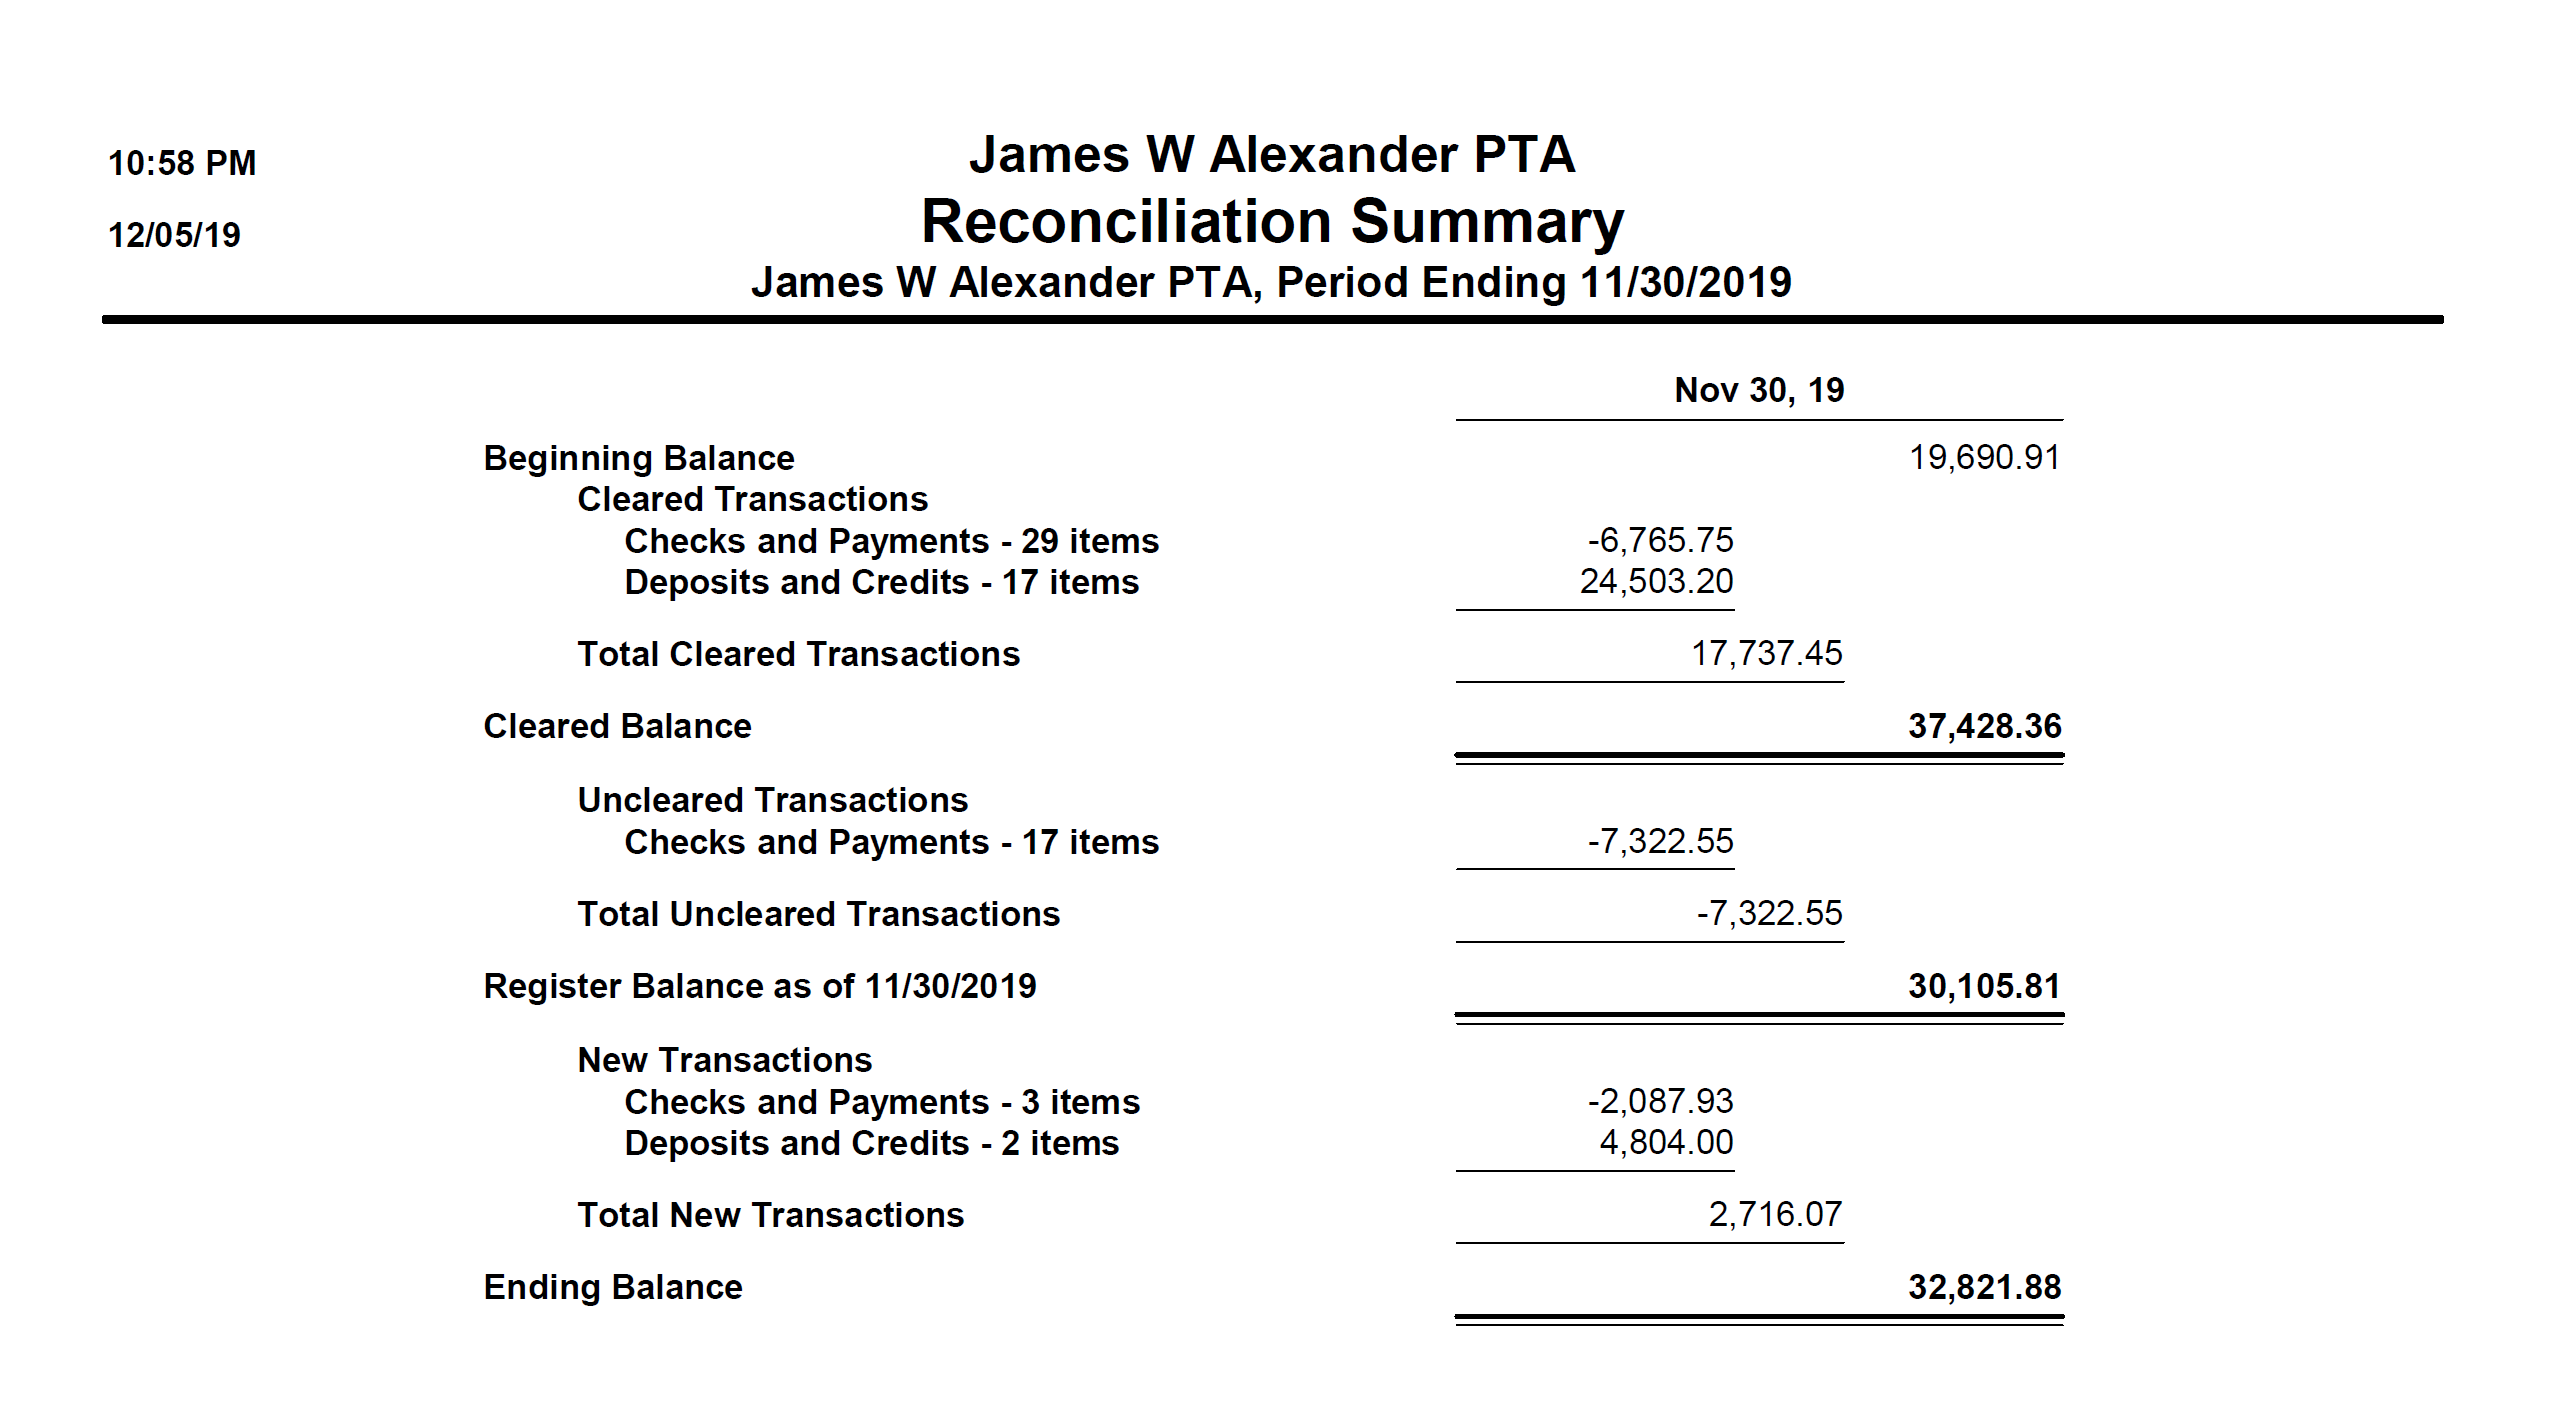 10:58 PM
12/05/19
James W Alexander PTA
Reconciliation Summary
James W Alexander PTA, Period Ending 11/30/2019
Nov 30, 19
Beginning Balance 19,690.91
Cleared Transactions
Checks and Payments - 29 items -6,765.75
Deposits and Credits - 17 items 24,503.20
Total Cleared Transactions 17,737.45
Cleared Balance 37,428.36
Uncleared Transactions
Checks and Payments - 17 items -7,322.55
Total Uncleared Transactions -7,322.55
Register Balance as of 11/30/2019 30,105.81
New Transactions
Checks and Payments - 3 items -2,087.93
Deposits and Credits - 2 items 4,804.00
Total New Transactions 2,716.07
Ending Balance 32,821.88